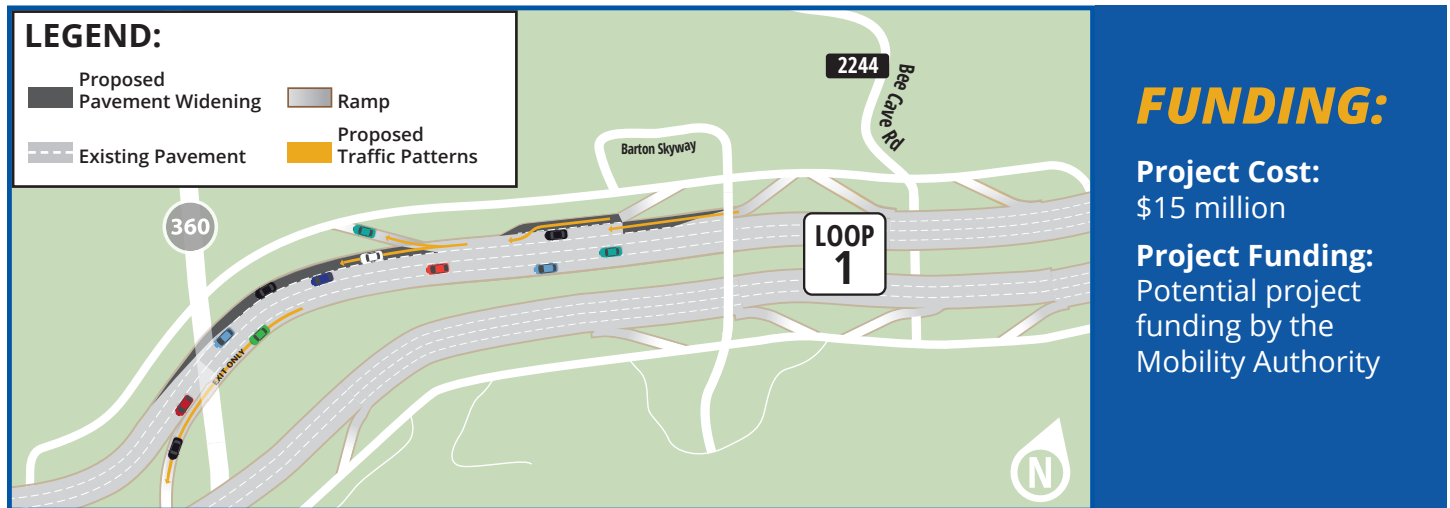 LEGEND:
Proposed
Pavement Widening
Ramp
Existing Pavement
Proposed
Traffic Patterns
360
Barton Skyway
2244
Bee Cave Rd
LOOP
1
EXIT ONLY
N
FUNDING:
Project Cost:
$15 million
Project Funding:
Potential project
funding by the
Mobility Authority